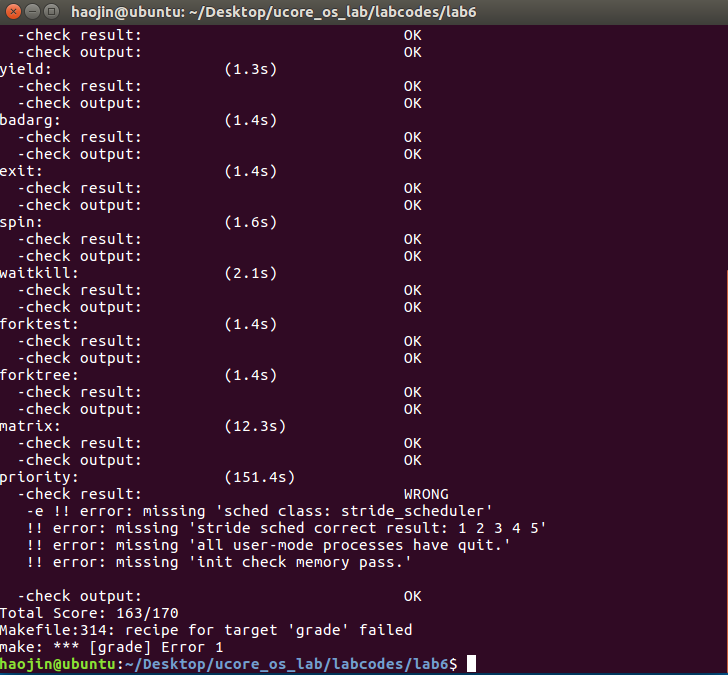 haojin@ubuntu: ~/Desktop/ucore_os_lab/labcodes/lab6
-check result: OK
-check output: OK
yield: (1.3s)
-check result: OK
-check output: OK
badarg: (1.4s)
-check result: OK
-check output: OK
exit: (1.4s)
-check result: OK
-check output: OK
spin: (1.6s)
-check result: OK
-check output: OK
waitkill: (2.1s)
-check result: OK
-check output: OK
forktest: (1.4s)
-check result: OK
-check output: OK
forktree: (1.4s)
-check result: OK
-check output: OK
matrix: (12.3s)
-check result: OK
-check output: OK
priority: (151.4s)
-check result: WRONG
-e !! error: missing 'sched class: stride_scheduler'
!! error: missing 'stride sched correct result: 1 2 3 4 5'
!! error: missing 'all user-mode processes have quit.'
!! error: missing 'init check memory pass.'
-check output: OK
Total Score: 163/170
Makefile:314: recipe for target 'grade' failed
make: *** [grade] Error 1
haojin@ubuntu:~/Desktop/ucore_os_lab/labcodes/lab6$